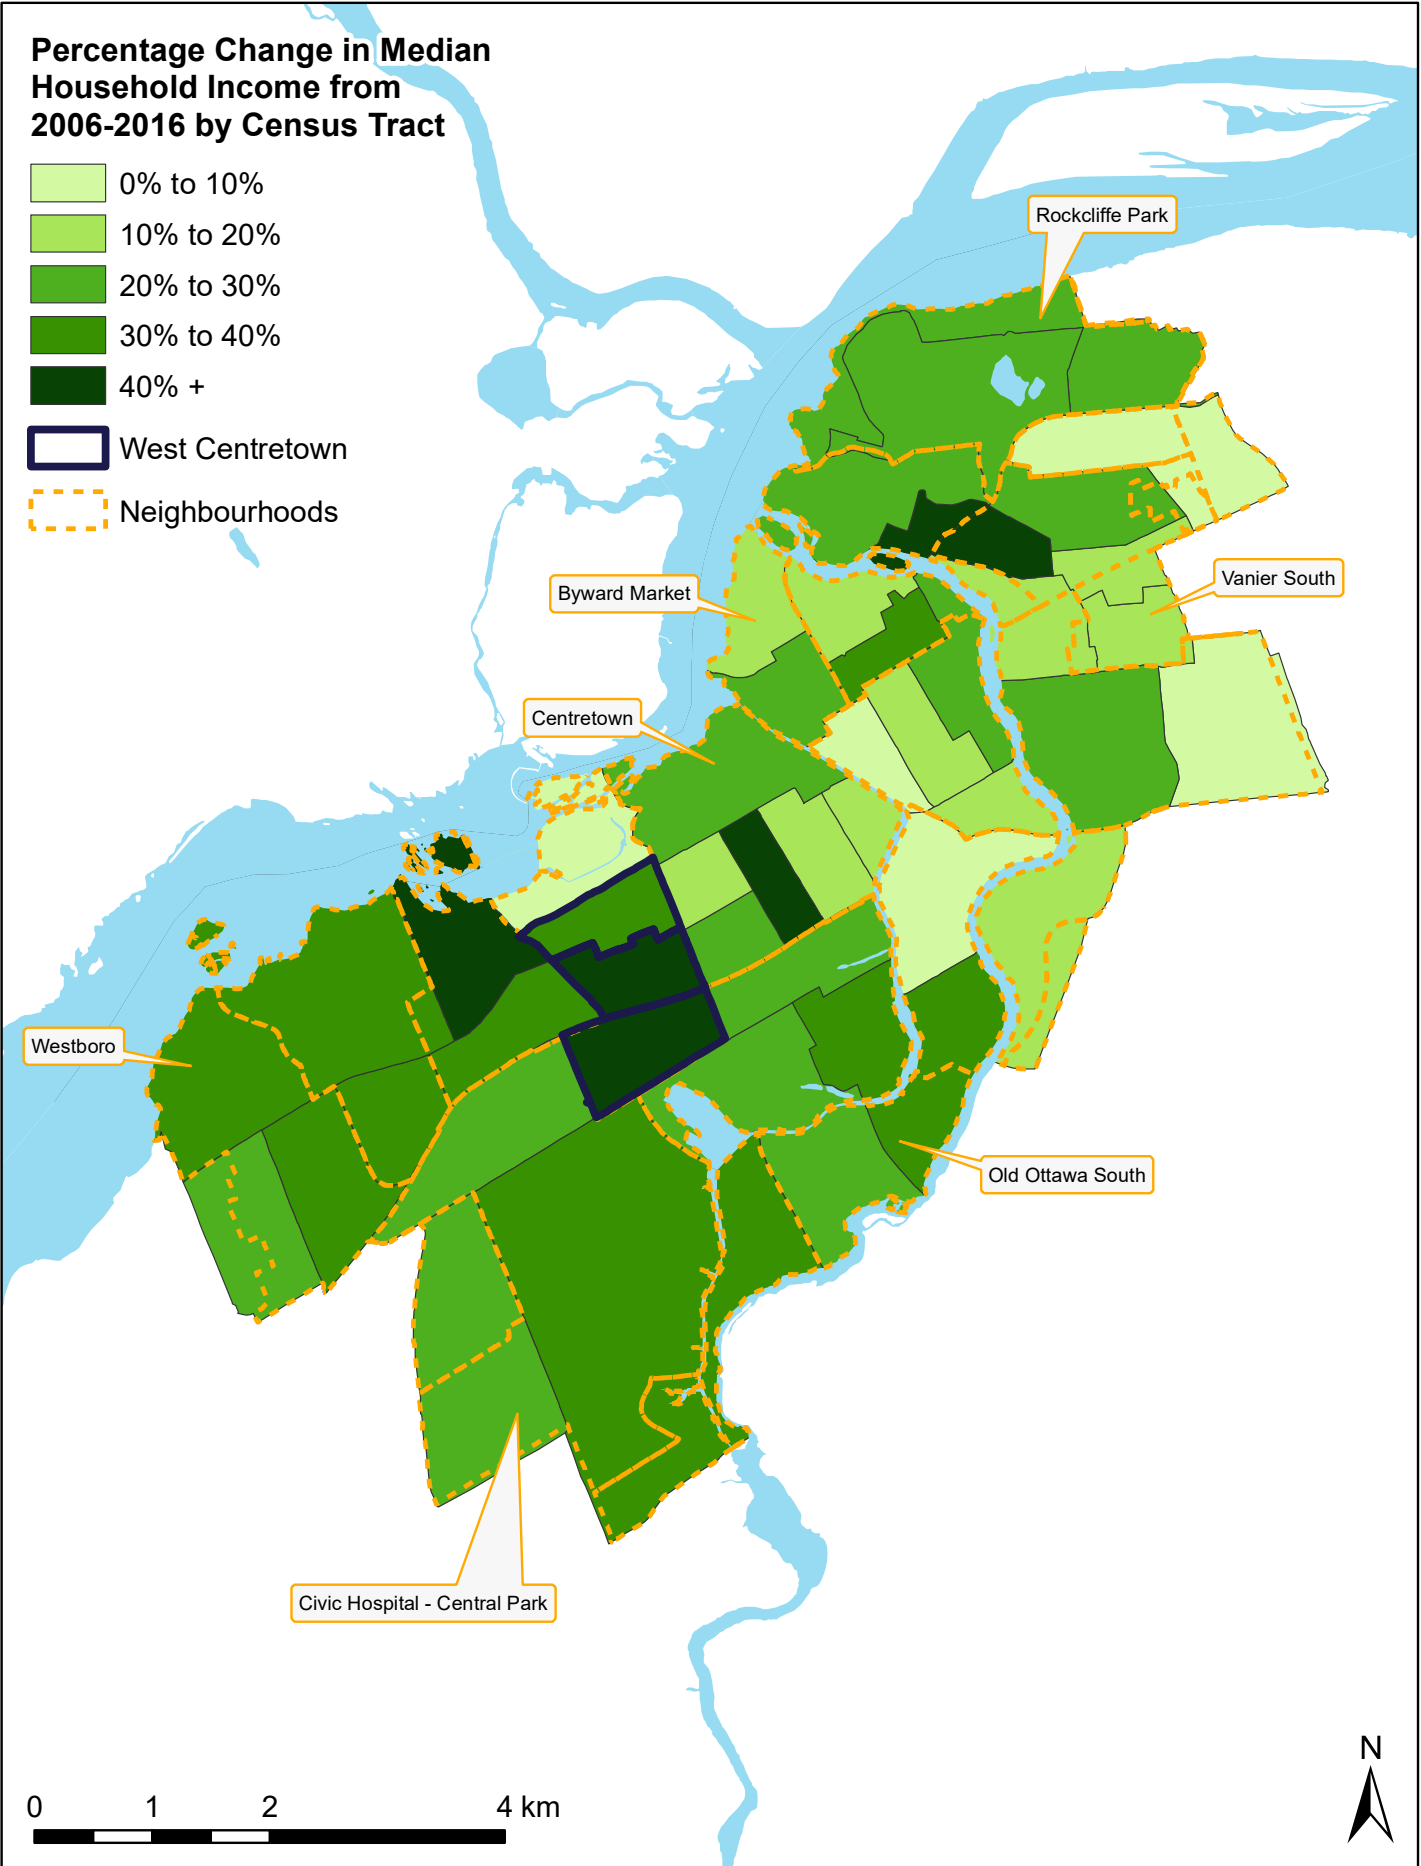 Percentage Change in Median
Household Income from
2006-2016 by Census Tract
0% to 10%
10% to 20%
20% to 30%
30% to 40%
40% +
West Centretown
Neighbourhoods
Rockcliffe Park
Byward Market
Vanier South
Centretown
Westboro
Old Ottawa South
Civic Hospital - Central Park
N
0 1 2 4 km